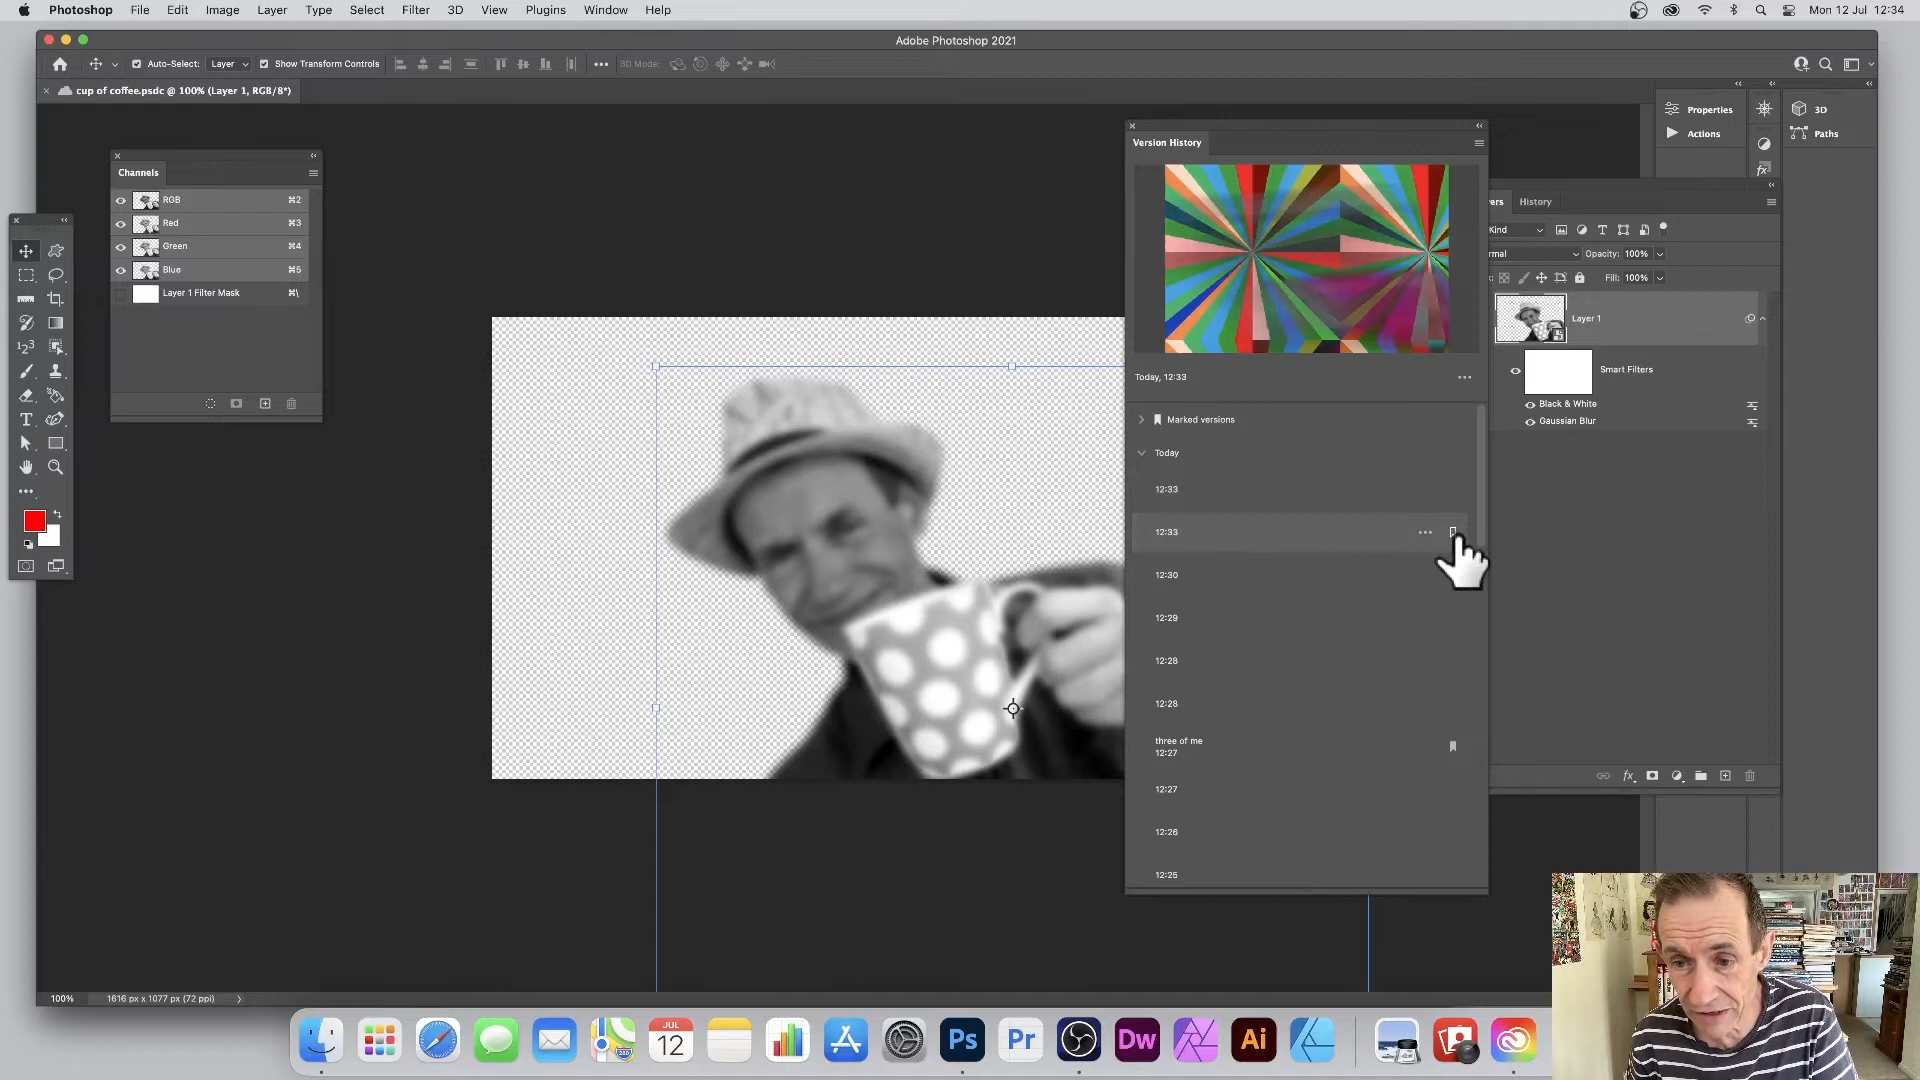 Photoshop File Edit Image Layer Type Select Filter 3D View Plugins Window Help Mon 12 Jul 12:34
Adobe Photoshop 2021
Auto-Select: Layer Show Transform Controls 3D Mode:
cup of coffee.psdc @ 100% (Layer 1, RGB/8*)
Properties
Actions
3D
Paths
Channels
RGB ⌘2
Red ⌘3
Green ⌘4
Blue ⌘5
Layer 1 Filter Mask ⌘\
Version History
Today, 12:33
Marked versions
Today
12:33
12:33
12:30
12:29
12:28
12:28
three of me
12:27
12:27
12:26
12:25
History
Kind
Opacity: 100%
Fill: 100%
Layer 1
Smart Filters
Black & White
Gaussian Blur
100% 1616 px x 1077 px (72 ppi)
JUL
12
Ps
Pr
Dw
Ai